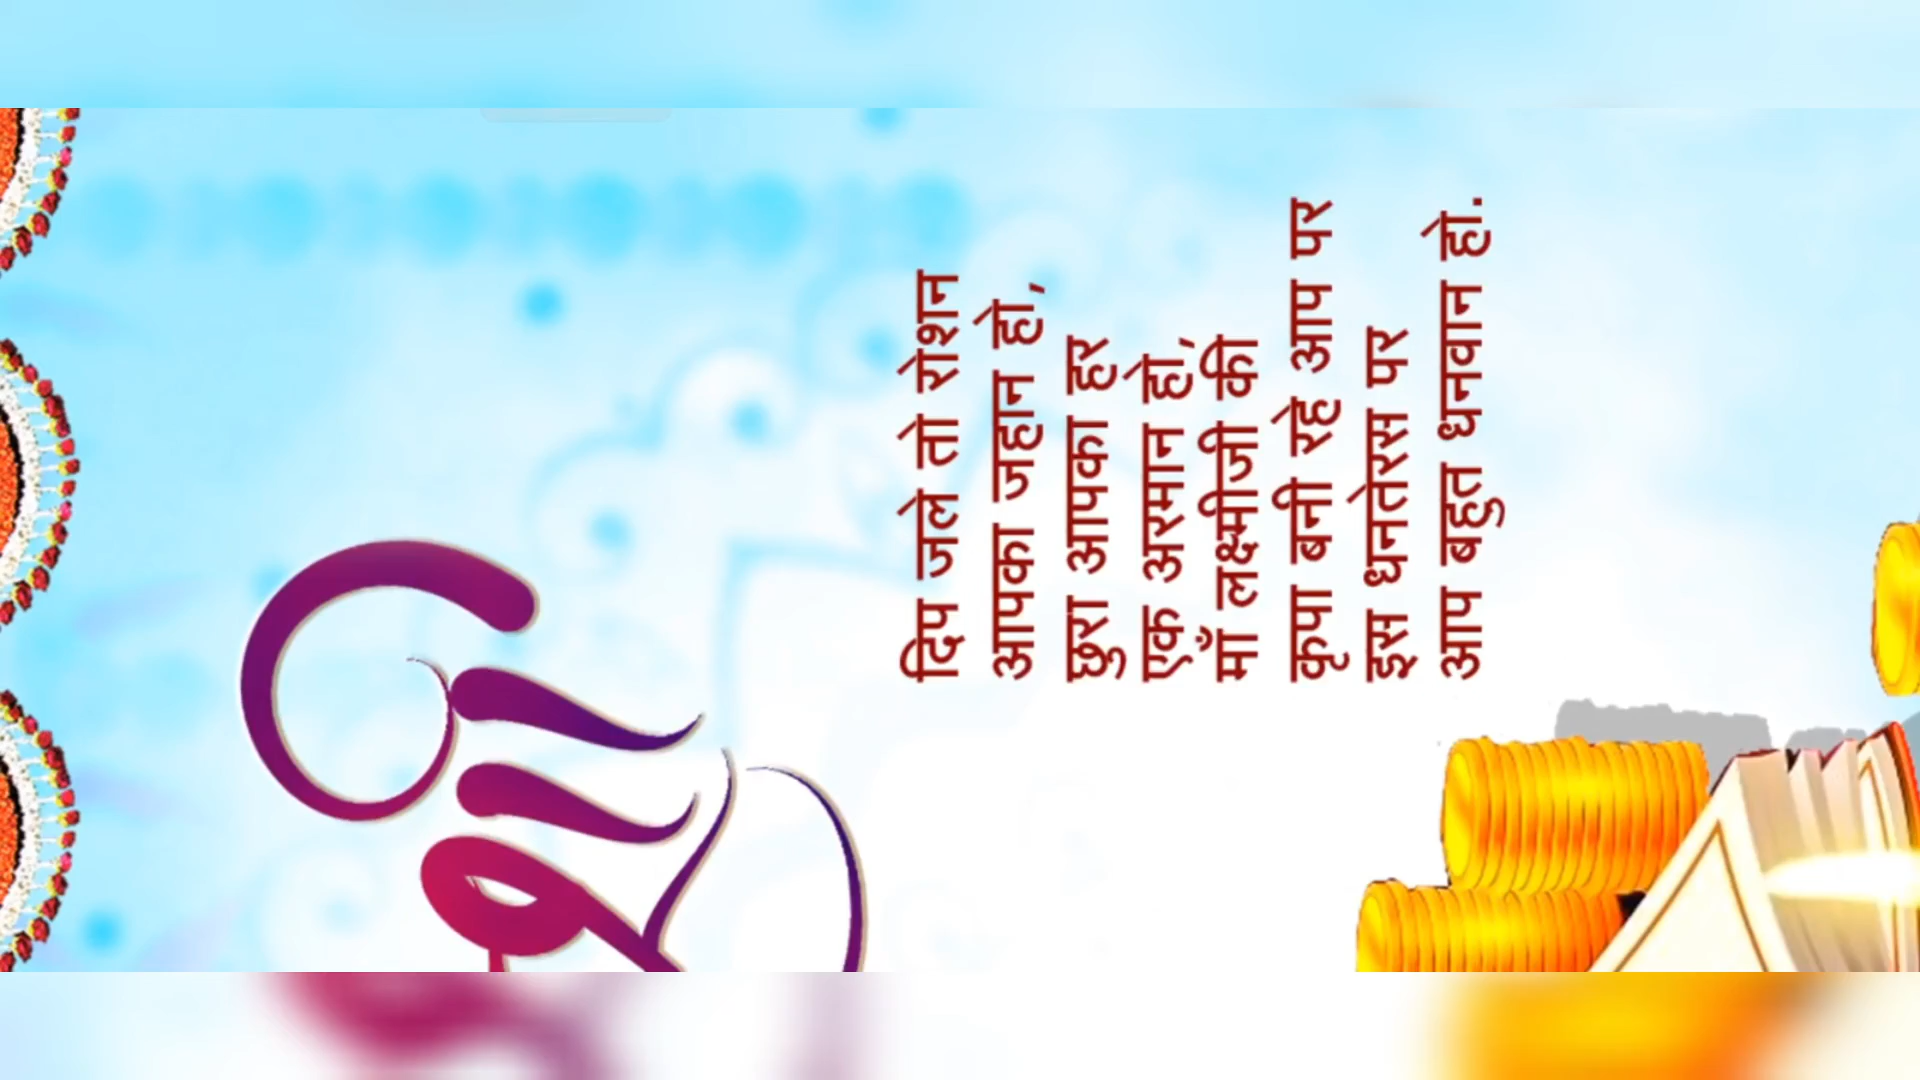 दिप जले तो रोशन
आपका जहान हो,
छुरा आपका हर
एक अरमान हो,
माँ लक्ष्मीजी की
कृपा बनी रहे आप पर
इस धनतेरस पर
आप बहुत धनवान हो.